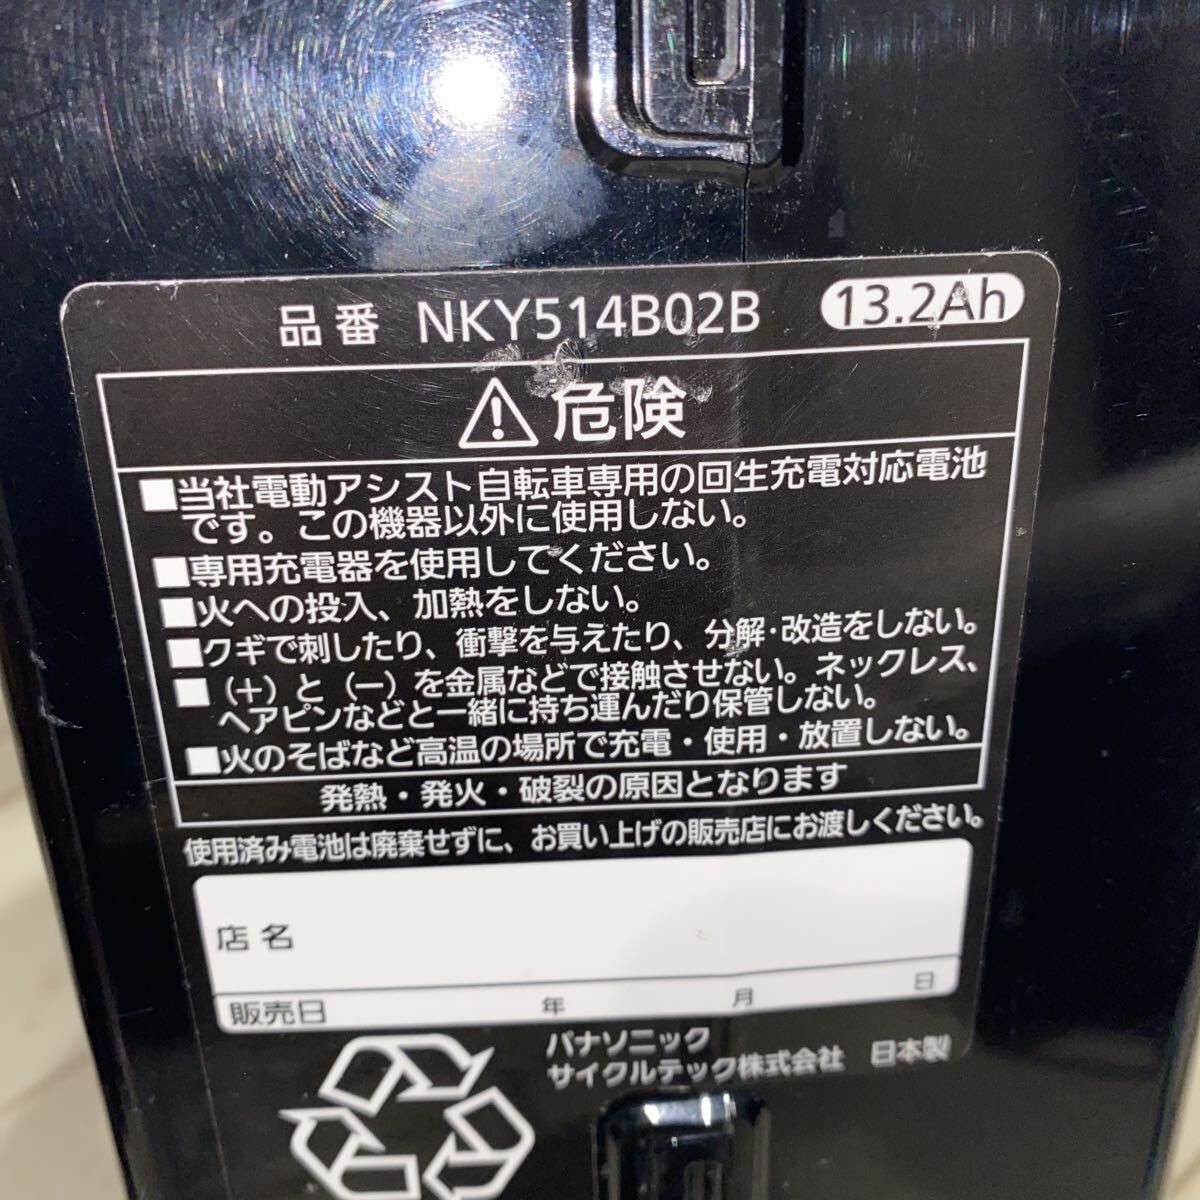 品番 NKY514B02B 13.2Ah
危険
■当社電動アシスト自転車専用の回生充電対応電池
です。この機器以外に使用しない。
■専用充電器を使用してください。
■火への投入、加熱をしない。
■クギで刺したり、衝撃を与えたり、分解・改造をしない。
■(+)と(−)を金属などで接触させない。ネックレス、
ヘアピンなどと一緒に持ち運んだり保管しない。
■火のそばなど高温の場所で充電・使用・放置しない。
発熱・発火・破裂の原因となります
使用済み電池は廃棄せずに、お買い上げの販売店にお渡しください。
店名
販売日 年 月 日
パナソニック
サイクルテック株式会社 日本製